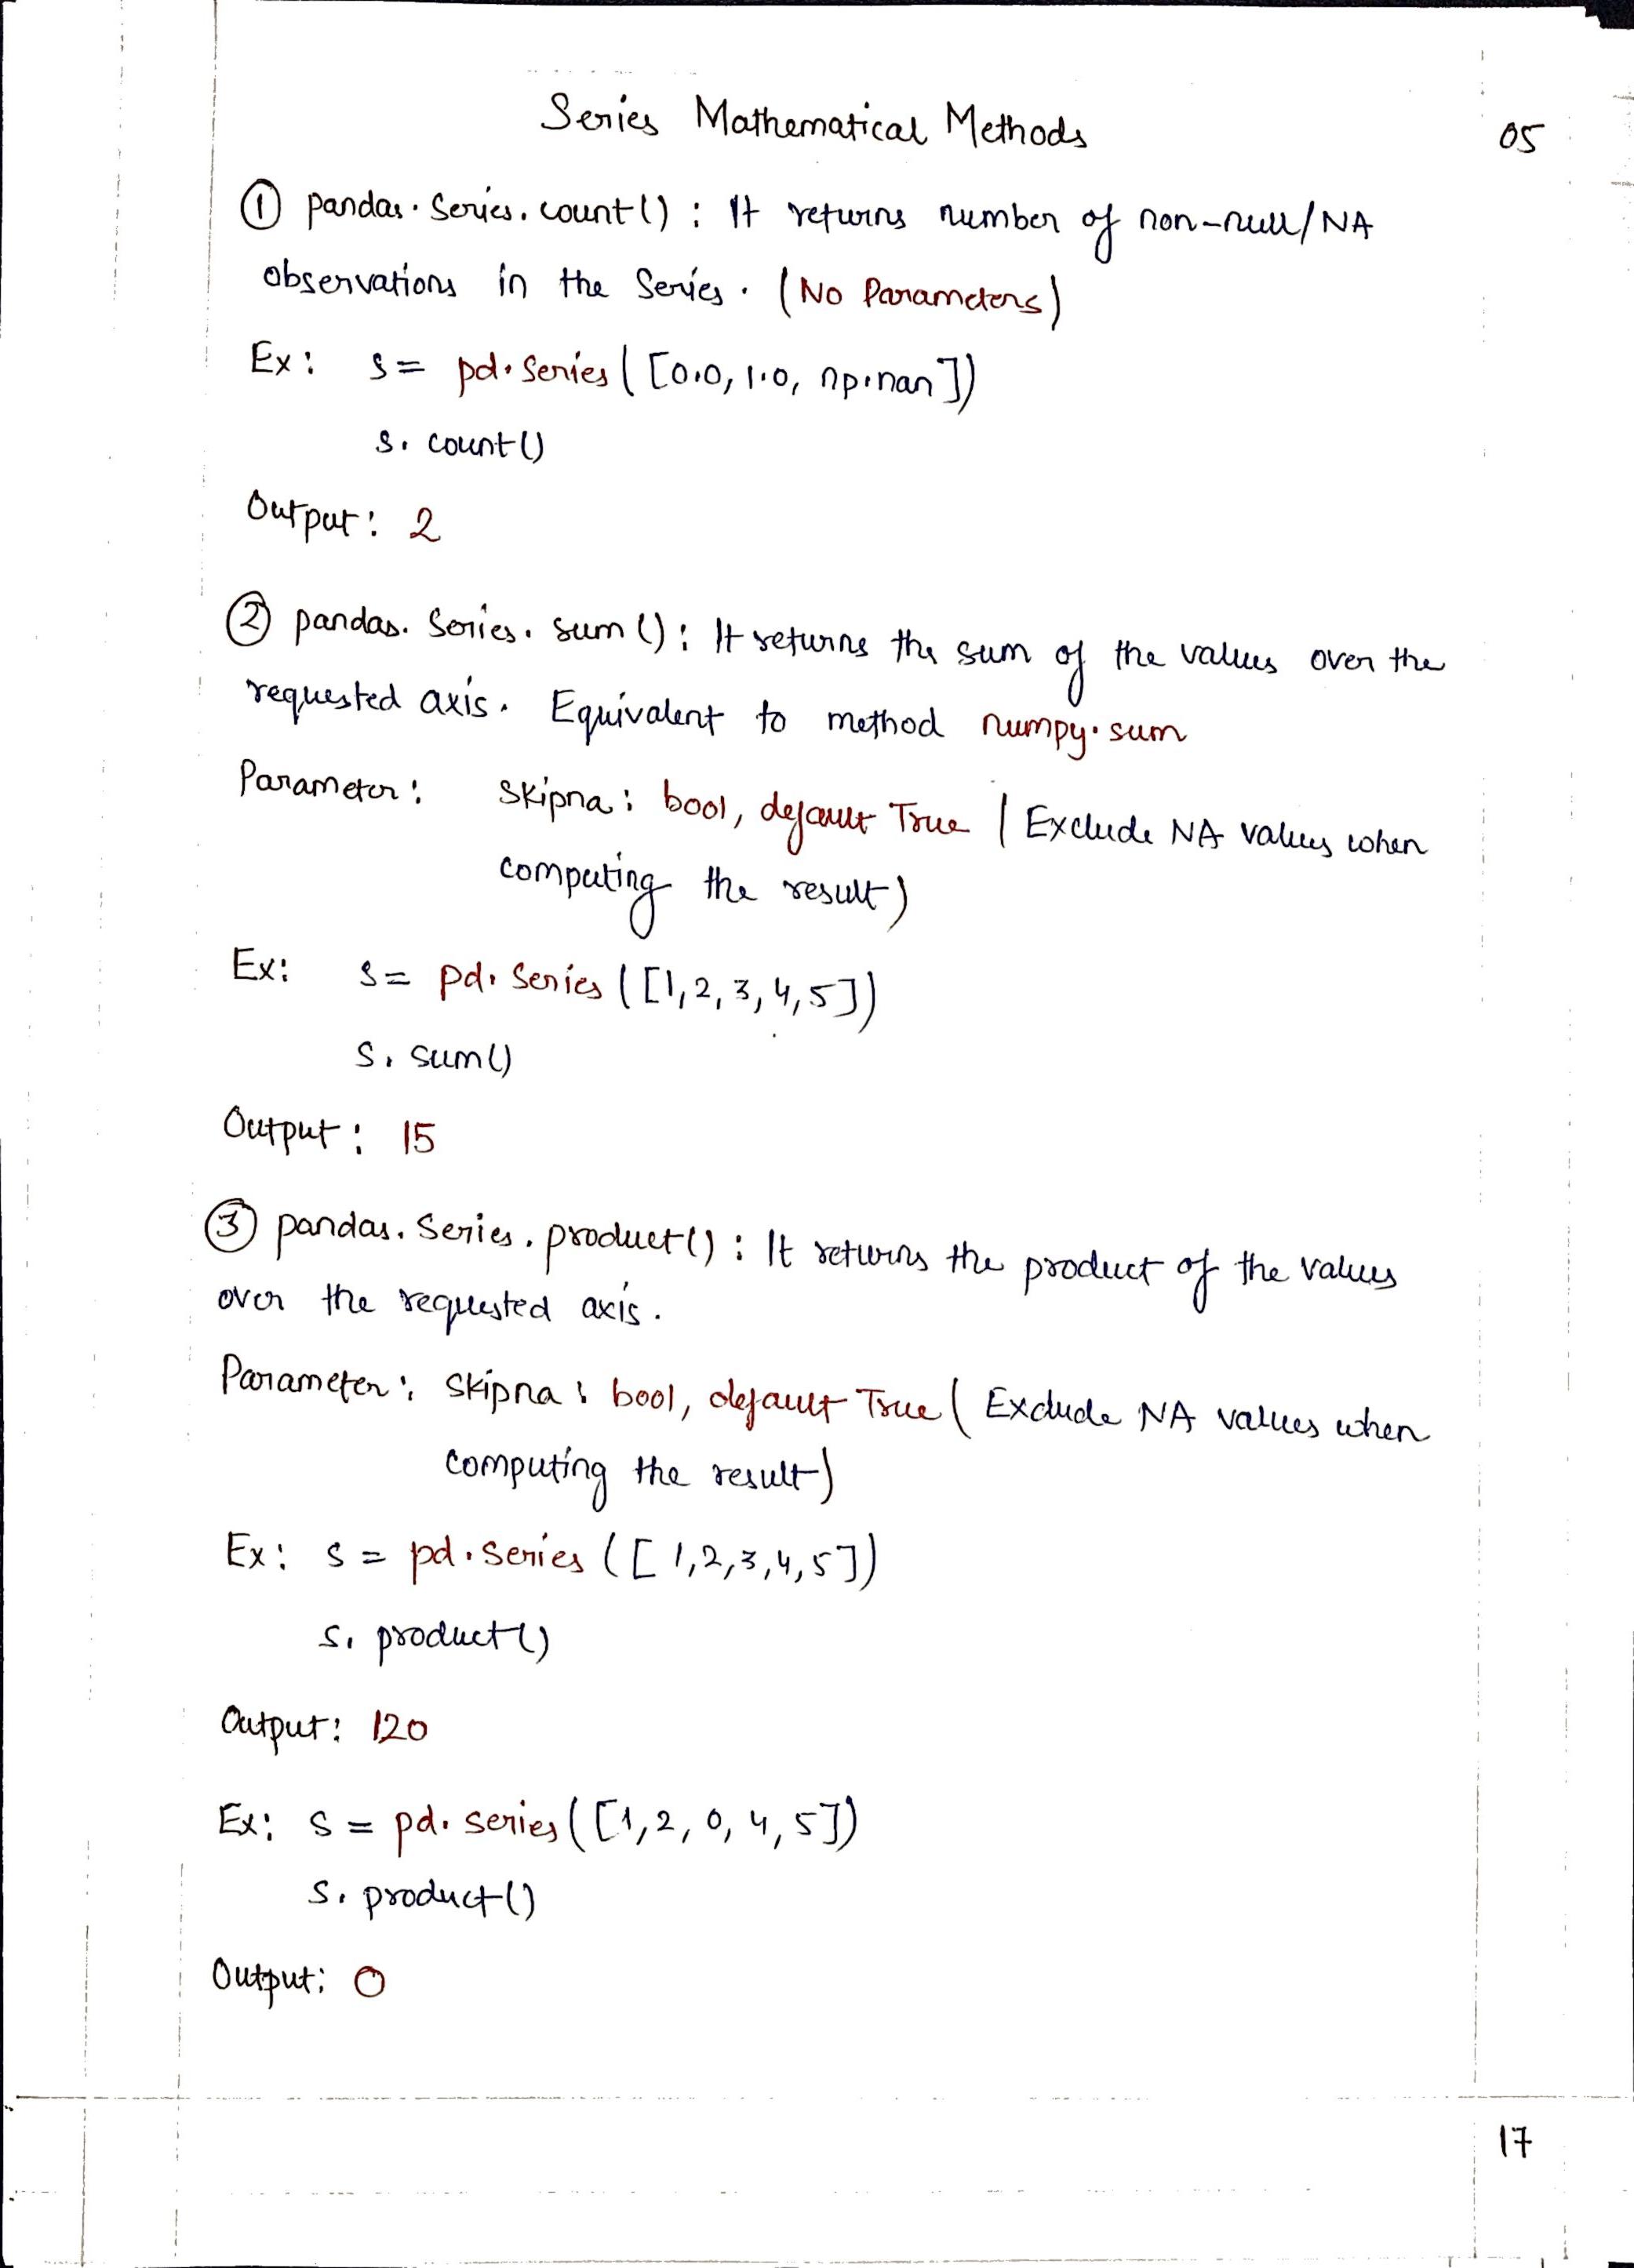 Series Mathematical Methods
05
① pandas.Series.count() : It returns number of non-null/NA
observations in the Series. (No Parameters)
Ex: s = pd.Series([0.0, 1.0, np.nan])
s.count()
Output: 2
② pandas.Series.sum() : It returns the sum of the values over the
requested axis. Equivalent to method numpy.sum
Parameter: skipna: bool, default True (Exclude NA values when
computing the result)
Ex: s = pd.Series([1,2,3,4,5])
s.sum()
Output: 15
③ pandas.Series.product() : It returns the product of the values
over the requested axis.
Parameter: skipna: bool, default True (Exclude NA values when
computing the result)
Ex: s = pd.series([1,2,3,4,5])
s.product()
Output: 120
Ex: s = pd.series([1,2,0,4,5])
s.product()
Output: 0
17